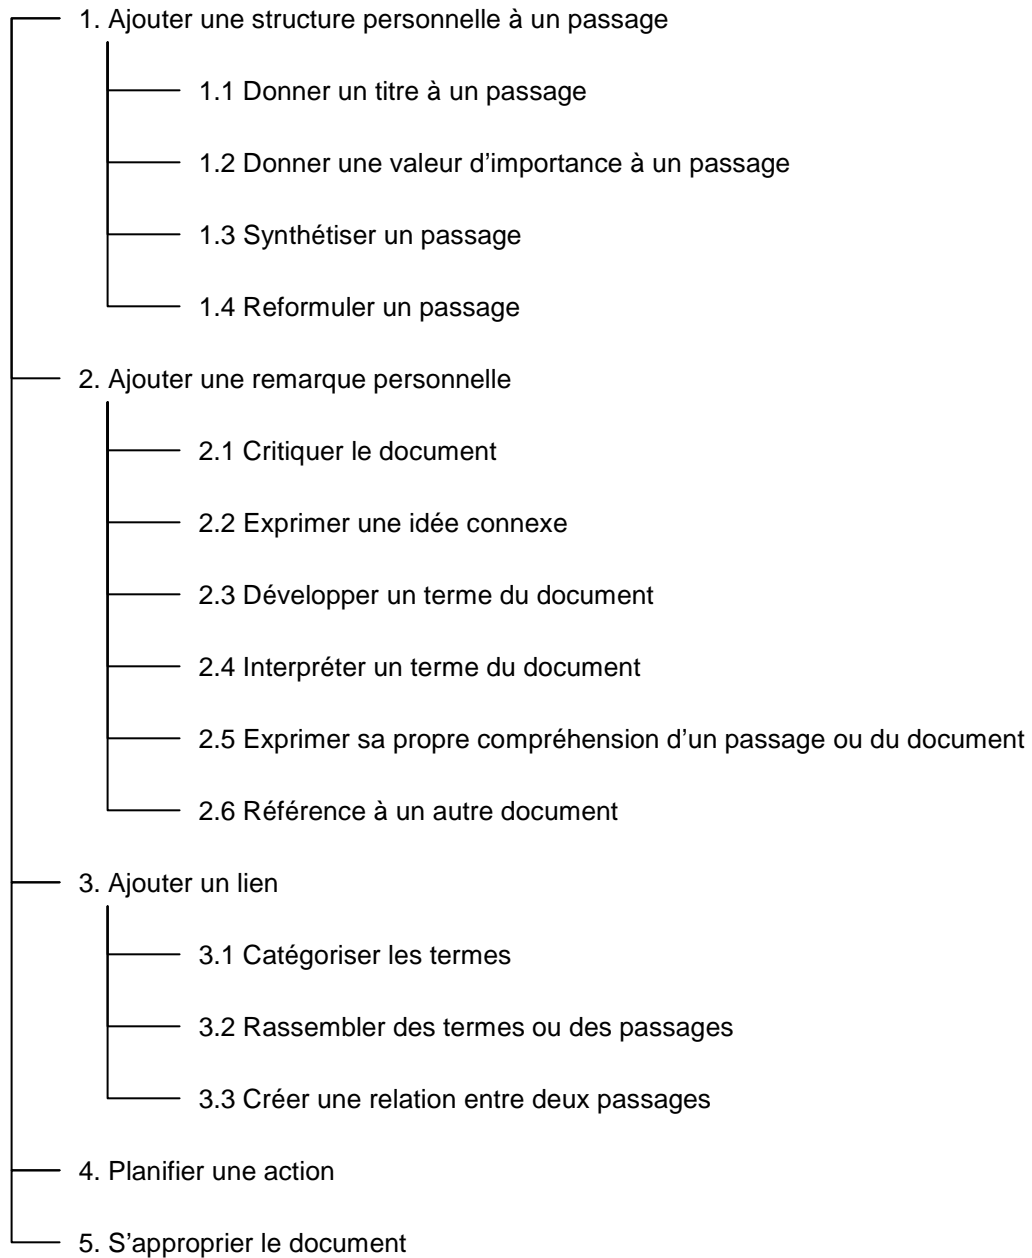 1. Ajouter une structure personnelle à un passage
1.1 Donner un titre à un passage
1.2 Donner une valeur d’importance à un passage
1.3 Synthétiser un passage
1.4 Reformuler un passage
2. Ajouter une remarque personnelle
2.1 Critiquer le document
2.2 Exprimer une idée connexe
2.3 Développer un terme du document
2.4 Interpréter un terme du document
2.5 Exprimer sa propre compréhension d’un passage ou du document
2.6 Référence à un autre document
3. Ajouter un lien
3.1 Catégoriser les termes
3.2 Rassembler des termes ou des passages
3.3 Créer une relation entre deux passages
4. Planifier une action
5. S’approprier le document